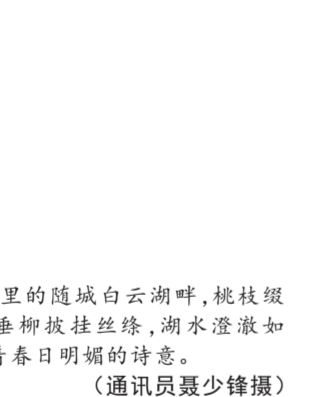 里的随城白云湖畔,桃枝缀
垂柳披挂丝绦,湖水澄澈如
春日明媚的诗意。
(通讯员聂少锋摄)